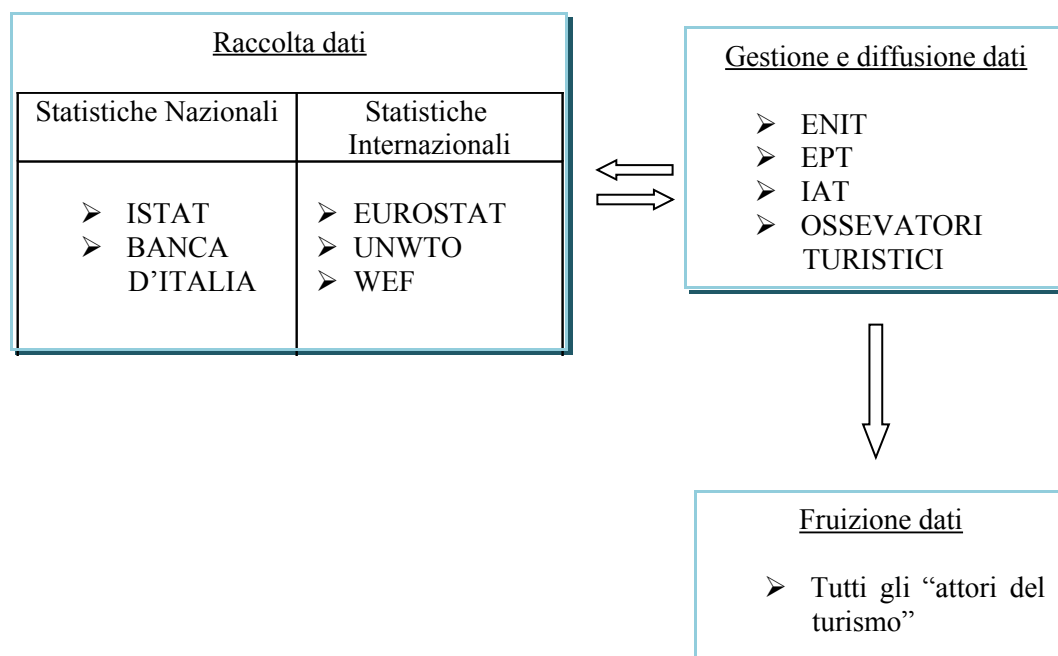 Raccolta dati
Statistiche Nazionali
Statistiche
Internazionali
ISTAT
BANCA
D’ITALIA
EUROSTAT
UNWTO
WEF
Gestione e diffusione dati
ENIT
EPT
IAT
OSSEVATORI
TURISTICI
Fruizione dati
Tutti gli “attori del
turismo”